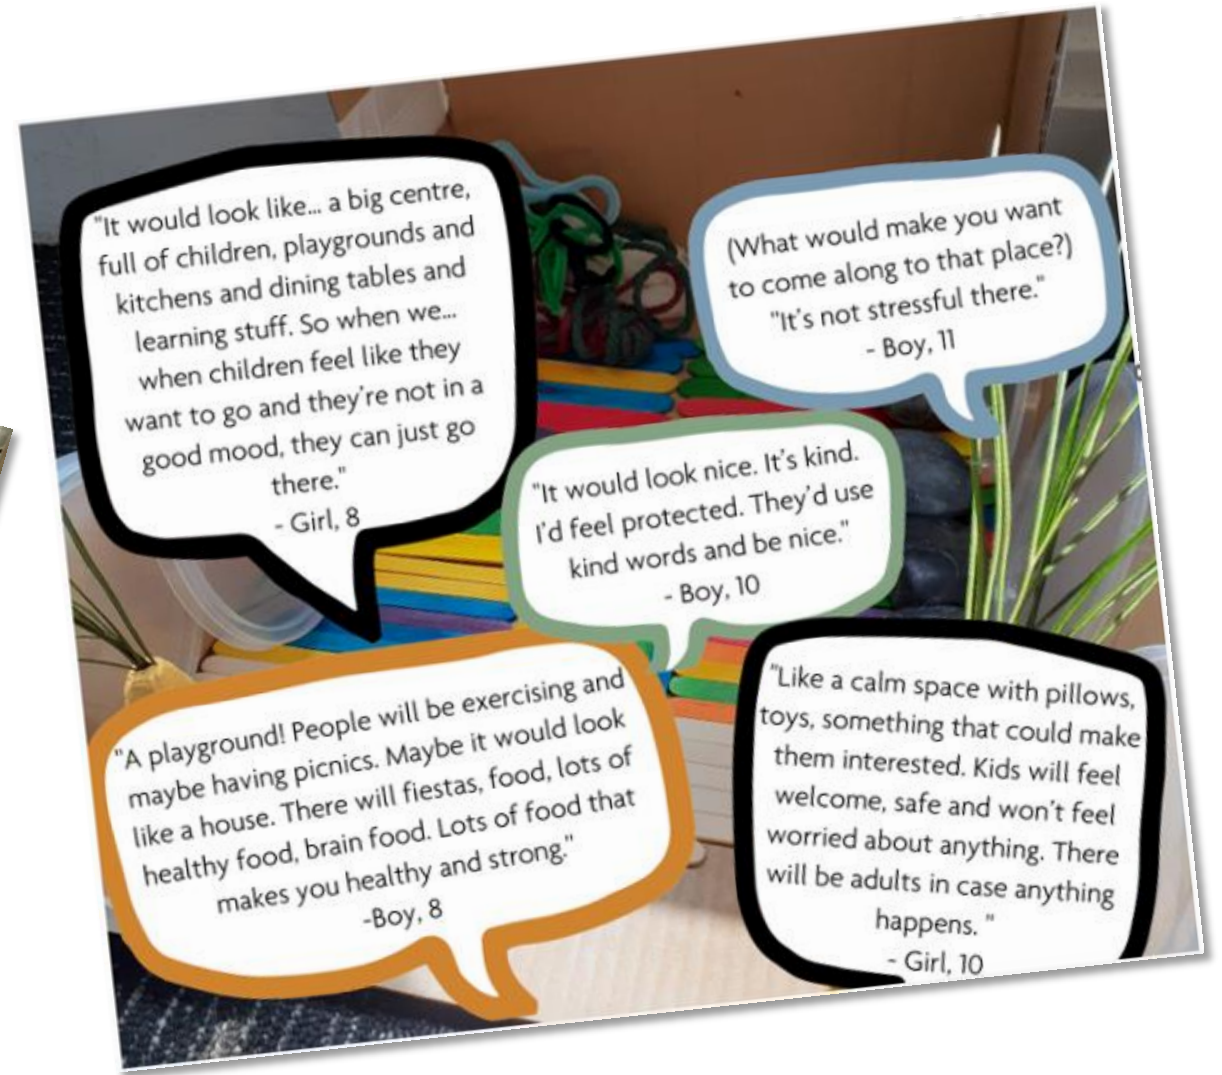 "It would look like... a big centre,
full of children, playgrounds and
kitchens and dining tables and
learning stuff. So when we...
when children feel like they
want to go and they're not in a
good mood, they can just go
there."
- Girl, 8
(What would make you want
to come along to that place?)
"It's not stressful there."
- Boy, 11
"It would look nice. It's kind.
I'd feel protected. They'd use
kind words and be nice."
- Boy, 10
"A playground! People will be exercising and
maybe having picnics. Maybe it would look
like a house. There will fiestas, food, lots of
healthy food, brain food. Lots of food that
makes you healthy and strong."
-Boy, 8
"Like a calm space with pillows,
toys, something that could make
them interested. Kids will feel
welcome, safe and won't feel
worried about anything. There
will be adults in case anything
happens. "
- Girl, 10